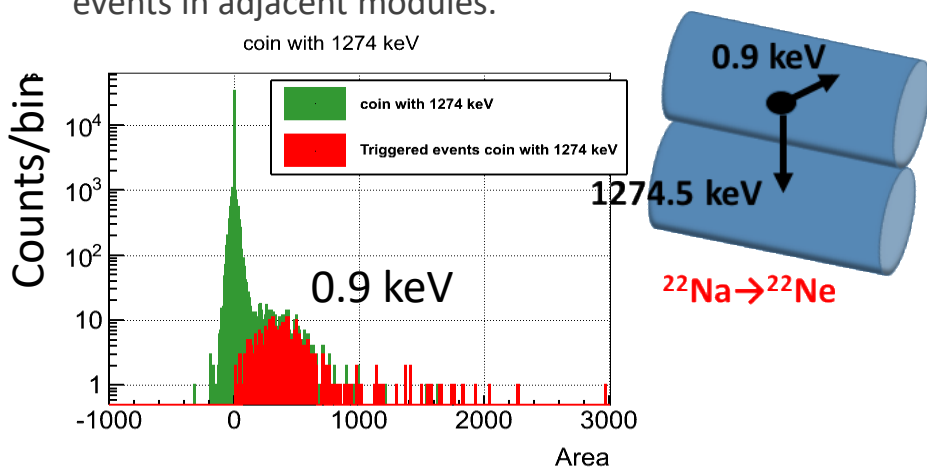 events in adjacent modules.
coin with 1274 keV
Counts/bin
10⁴
10³
10²
10
1
-1000
0
1000
2000
3000
Area
coin with 1274 keV
Triggered events coin with 1274 keV
0.9 keV
0.9 keV
1274.5 keV
²²Na→²²Ne